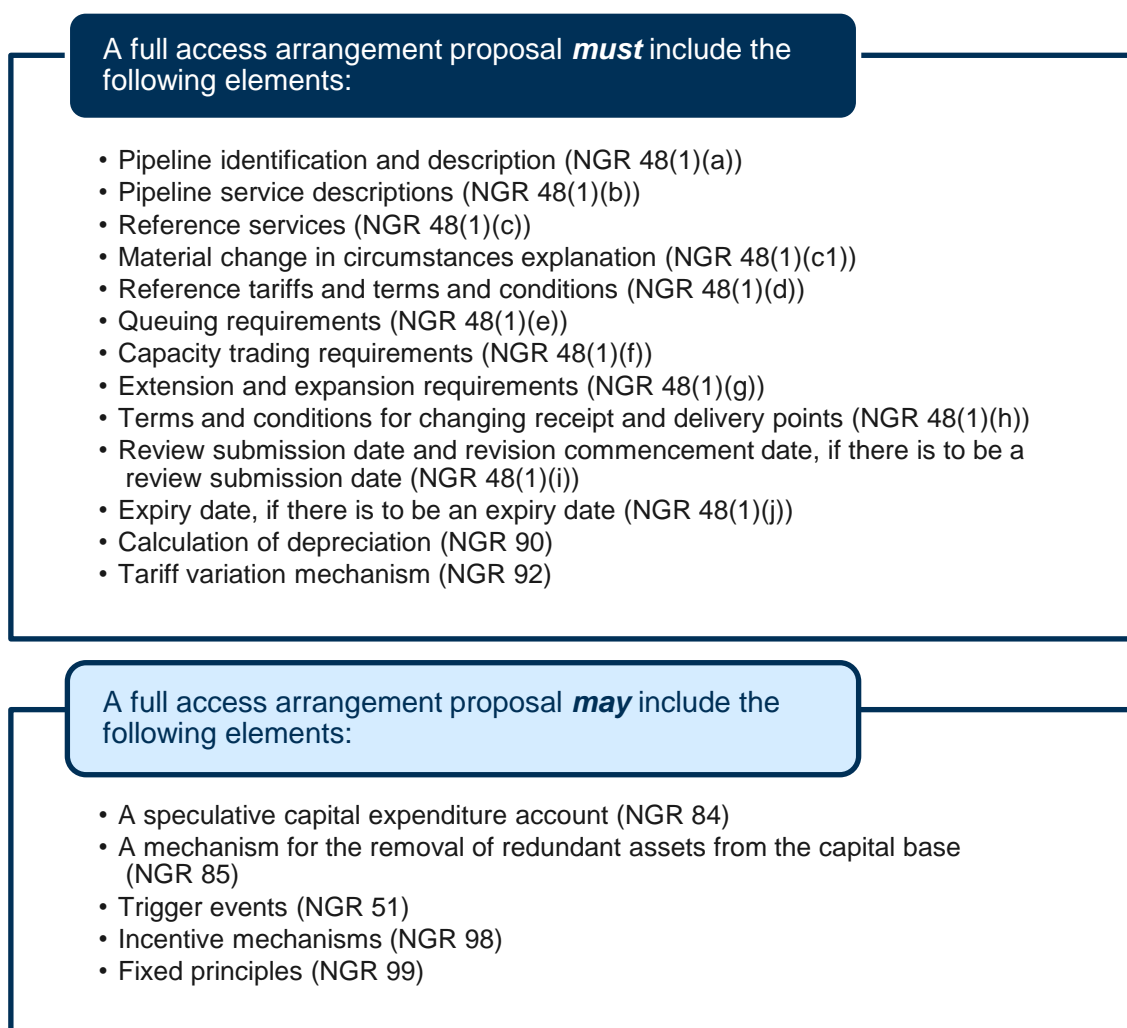 A full access arrangement proposal must include the
following elements:
• Pipeline identification and description (NGR 48(1)(a))
• Pipeline service descriptions (NGR 48(1)(b))
• Reference services (NGR 48(1)(c))
• Material change in circumstances explanation (NGR 48(1)(c1))
• Reference tariffs and terms and conditions (NGR 48(1)(d))
• Queuing requirements (NGR 48(1)(e))
• Capacity trading requirements (NGR 48(1)(f))
• Extension and expansion requirements (NGR 48(1)(g))
• Terms and conditions for changing receipt and delivery points (NGR 48(1)(h))
• Review submission date and revision commencement date, if there is to be a
review submission date (NGR 48(1)(i))
• Expiry date, if there is to be an expiry date (NGR 48(1)(j))
• Calculation of depreciation (NGR 90)
• Tariff variation mechanism (NGR 92)
A full access arrangement proposal may include the
following elements:
• A speculative capital expenditure account (NGR 84)
• A mechanism for the removal of redundant assets from the capital base
(NGR 85)
• Trigger events (NGR 51)
• Incentive mechanisms (NGR 98)
• Fixed principles (NGR 99)